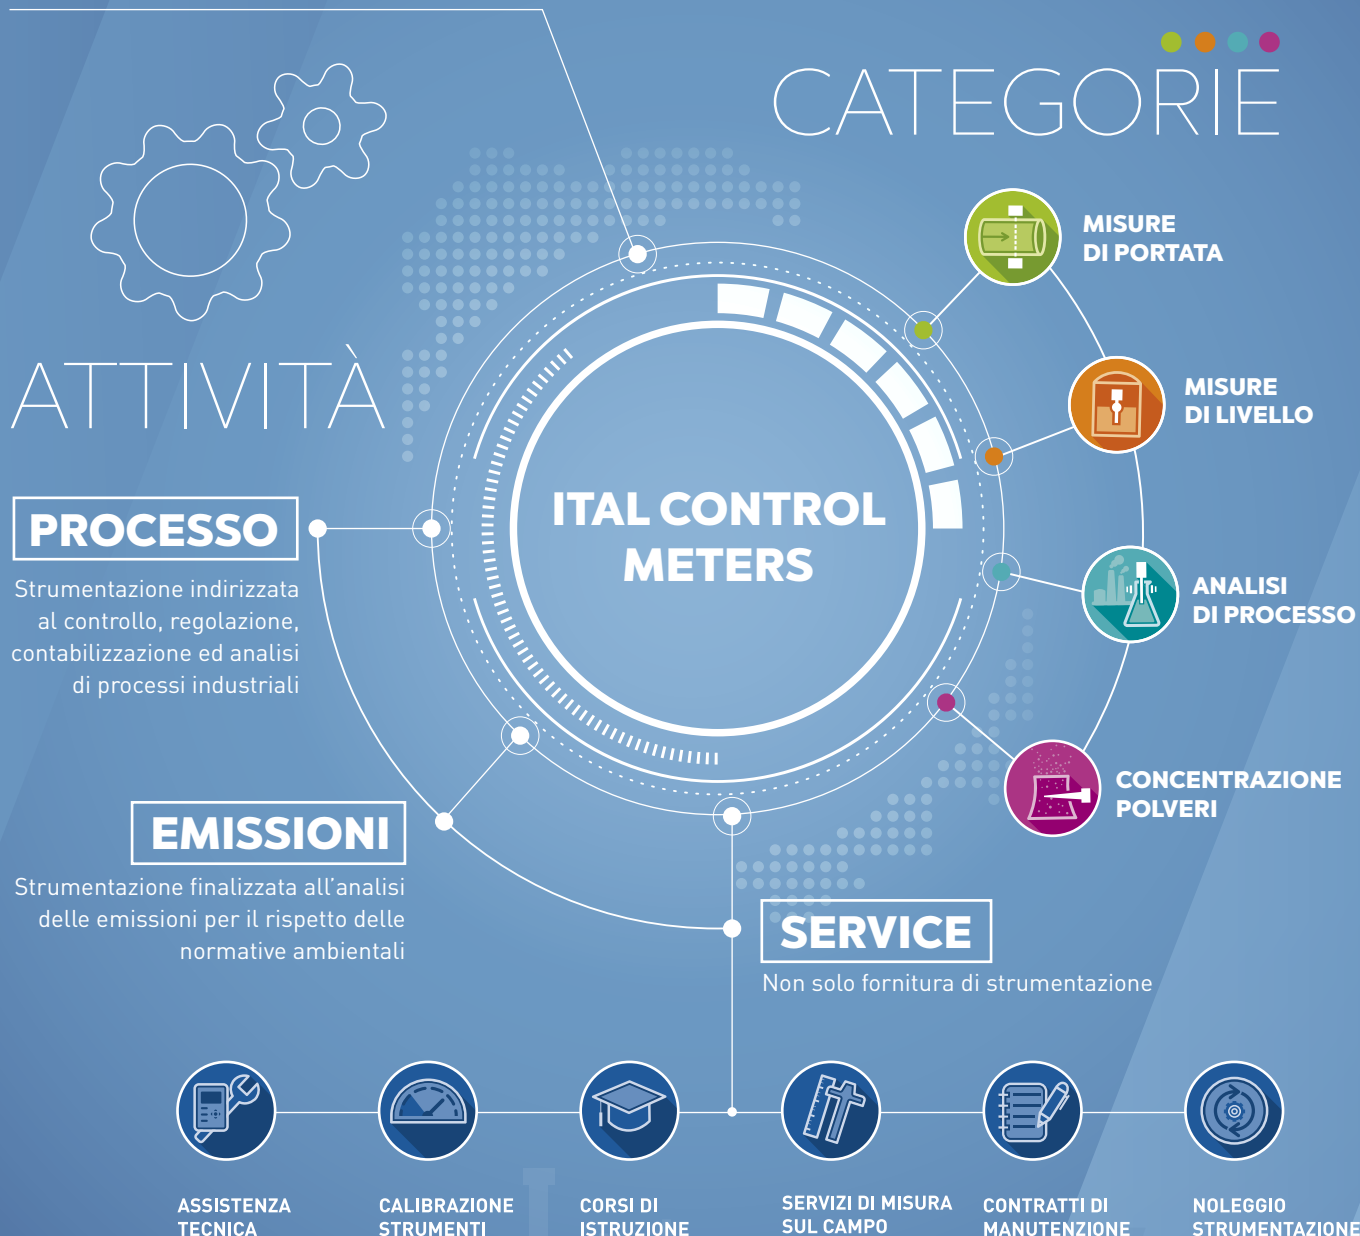 CATEGORIE
MISURE
DI PORTATA
MISURE
DI LIVELLO
ANALISI
DI PROCESSO
CONCENTRAZIONE
POLVERI
ATTIVITÀ
ITAL CONTROL
METERS
PROCESSO
Strumentazione indirizzata
al controllo, regolazione,
contabilizzazione ed analisi
di processi industriali
EMISSIONI
Strumentazione finalizzata all'analisi
delle emissioni per il rispetto delle
normative ambientali
SERVICE
Non solo fornitura di strumentazione
ASSISTENZA
TECNICA
CALIBRAZIONE
STRUMENTI
CORSI DI
ISTRUZIONE
SERVIZI DI MISURA
SUL CAMPO
CONTRATTI DI
MANUTENZIONE
NOLEGGIO
STRUMENTAZIONE